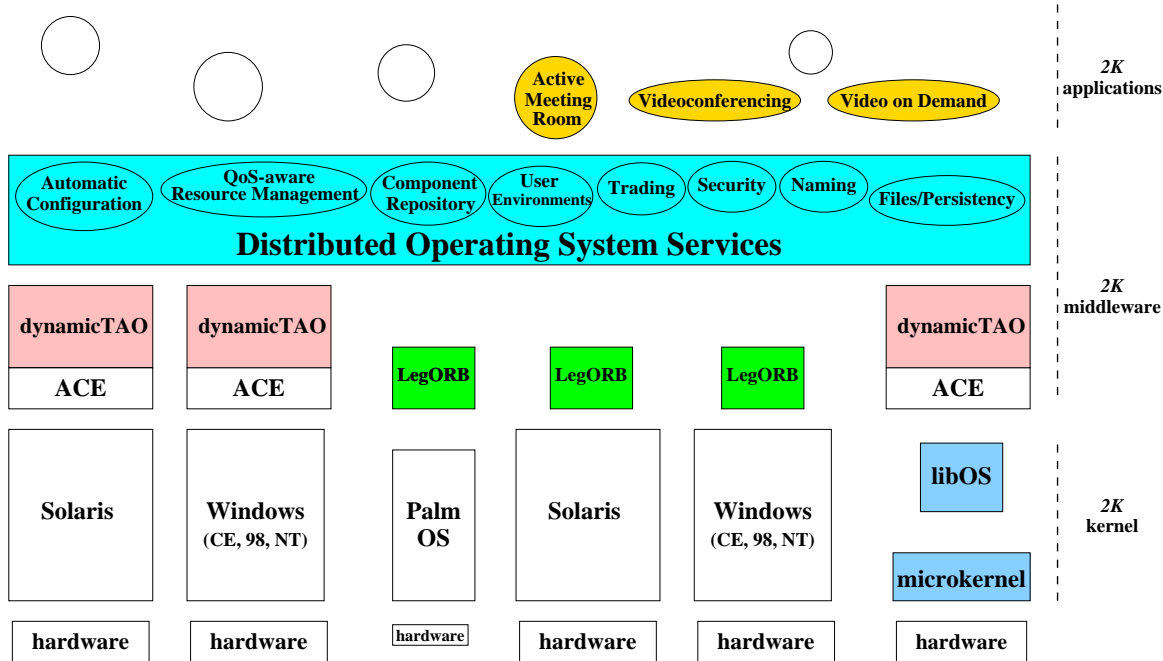 Active
Meeting
Room
Videoconferencing
Video on Demand
2K
applications
Automatic
Configuration
QoS-aware
Resource Management
Component
Repository
User
Environments
Trading
Security
Naming
Files/Persistency
Distributed Operating System Services
2K
middleware
dynamicTAO
ACE
dynamicTAO
ACE
LegORB
LegORB
LegORB
dynamicTAO
ACE
Solaris
Windows
(CE, 98, NT)
Palm
OS
Solaris
Windows
(CE, 98, NT)
libOS
microkernel
2K
kernel
hardware
hardware
hardware
hardware
hardware
hardware